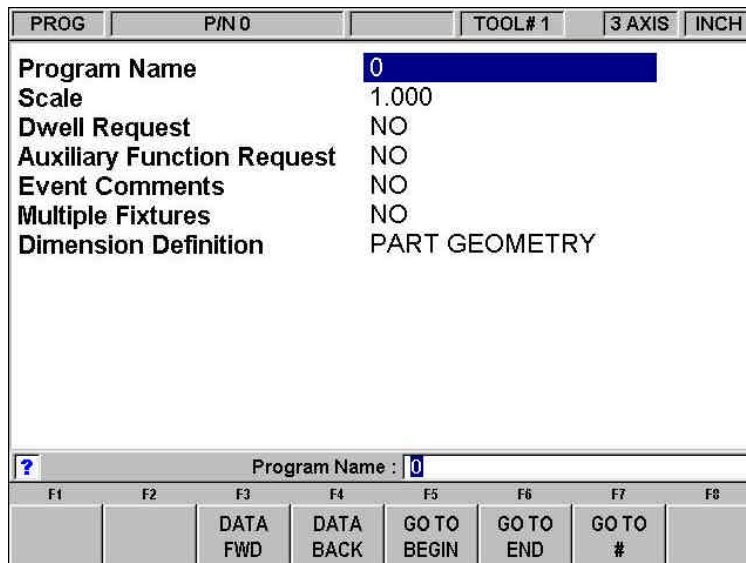 PROG P/N 0 TOOL# 1 3 AXIS INCH
Program Name 0
Scale 1.000
Dwell Request NO
Auxiliary Function Request NO
Event Comments NO
Multiple Fixtures NO
Dimension Definition PART GEOMETRY
? Program Name : 0
F1 F2 F3 F4 F5 F6 F7 F8
DATA FWD DATA BACK GO TO BEGIN GO TO END GO TO #